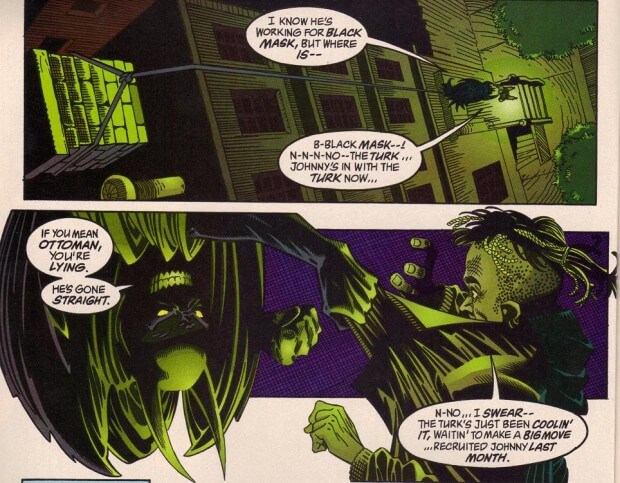 I KNOW HE'S
WORKING FOR BLACK
MASK, BUT WHERE
IS--
B-BLACK MASK--!
N-N-N-NO--THE TURK...
JOHNNY'S IN WITH THE
TURK NOW...
IF YOU MEAN
OTTOMAN,
YOU'RE
LYING.
HE'S GONE
STRAIGHT.
N-NO... I SWEAR--
THE TURK'S JUST BEEN COOLIN'
IT, WAITIN' TO MAKE A BIG MOVE
...RECRUITED JOHNNY LAST
MONTH.